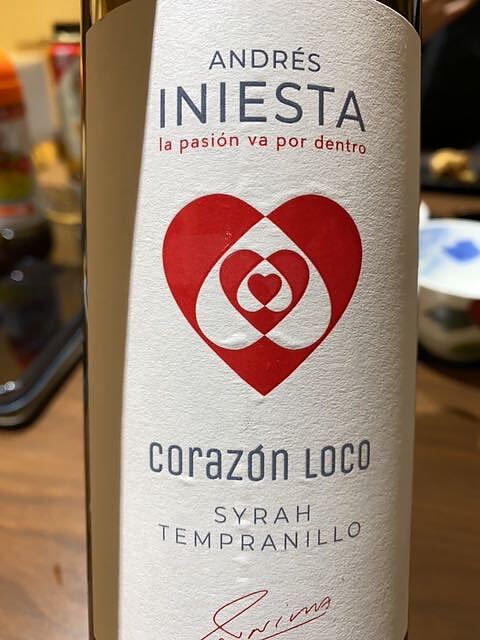 ANDRÉS
INIESTA
la pasión va por dentro
corazón loco
SYRAH
TEMPRANILLO